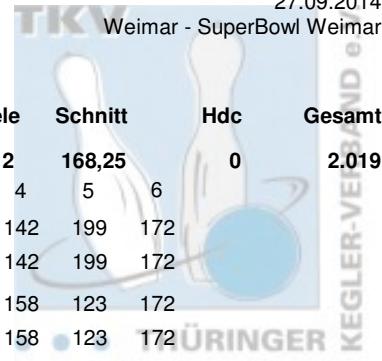 27.09.2014
Weimar - SuperBowl Weimar
Schnitt Hdc Gesamt
2 168,25 0 2.019
4 5 6
142 199 172
142 199 172
158 123 172
158 123 172
TKV
THÜRINGER
KEGLER-VERBAND e.V.